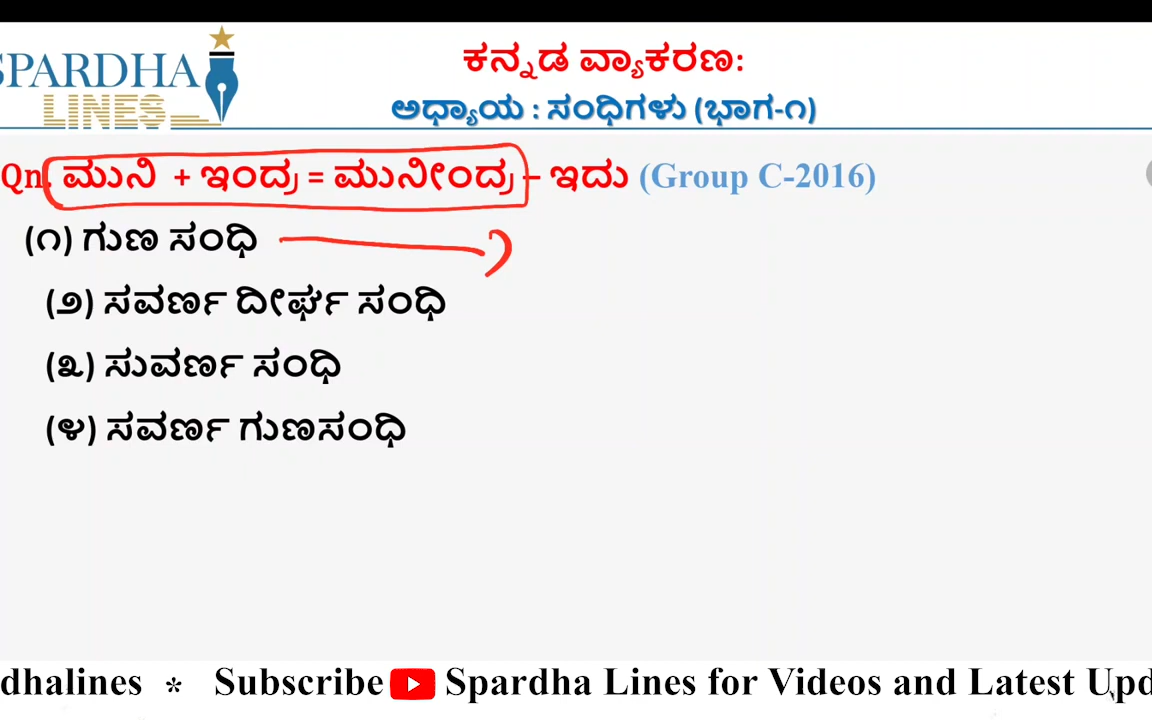 SPARDHA
LINES
ಕನ್ನಡ ವ್ಯಾಕರಣ:
ಅಧ್ಯಾಯ : ಸಂಧಿಗಳು (ಭಾಗ-೧)
Qn. ಮುನಿ + ಇಂದ್ರ = ಮುನೀಂದ್ರ – ಇದು (Group C-2016)
(೧) ಗುಣ ಸಂಧಿ
(೨) ಸವರ್ಣ ದೀರ್ಘ ಸಂಧಿ
(೩) ಸುವರ್ಣ ಸಂಧಿ
(೪) ಸವರ್ಣ ಗುಣಸಂಧಿ
dhalines * Subscribe Spardha Lines for Videos and Latest Upd